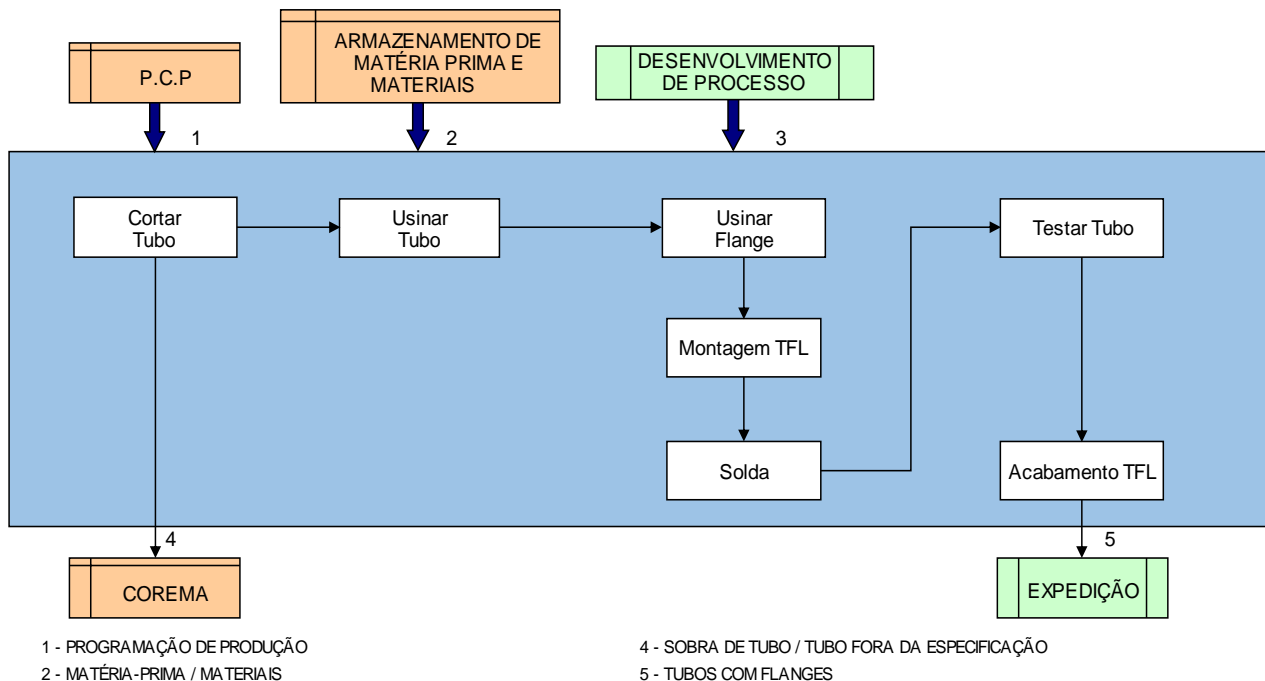 P.C.P
ARMAZENAMENTO DE
MATÉRIA PRIMA E
MATERIAIS
DESENVOLVIMENTO
DE PROCESSO
1
2
3
Cortar
Tubo
Usinar
Tubo
Usinar
Flange
Testar Tubo
Montagem TFL
Solda
Acabamento TFL
4
5
COREMA
EXPEDIÇÃO
1 - PROGRAMAÇÃO DE PRODUÇÃO
4 - SOBRA DE TUBO / TUBO FORA DA ESPECIFICAÇÃO
2 - MATÉRIA-PRIMA / MATERIAIS
5 - TUBOS COM FLANGES